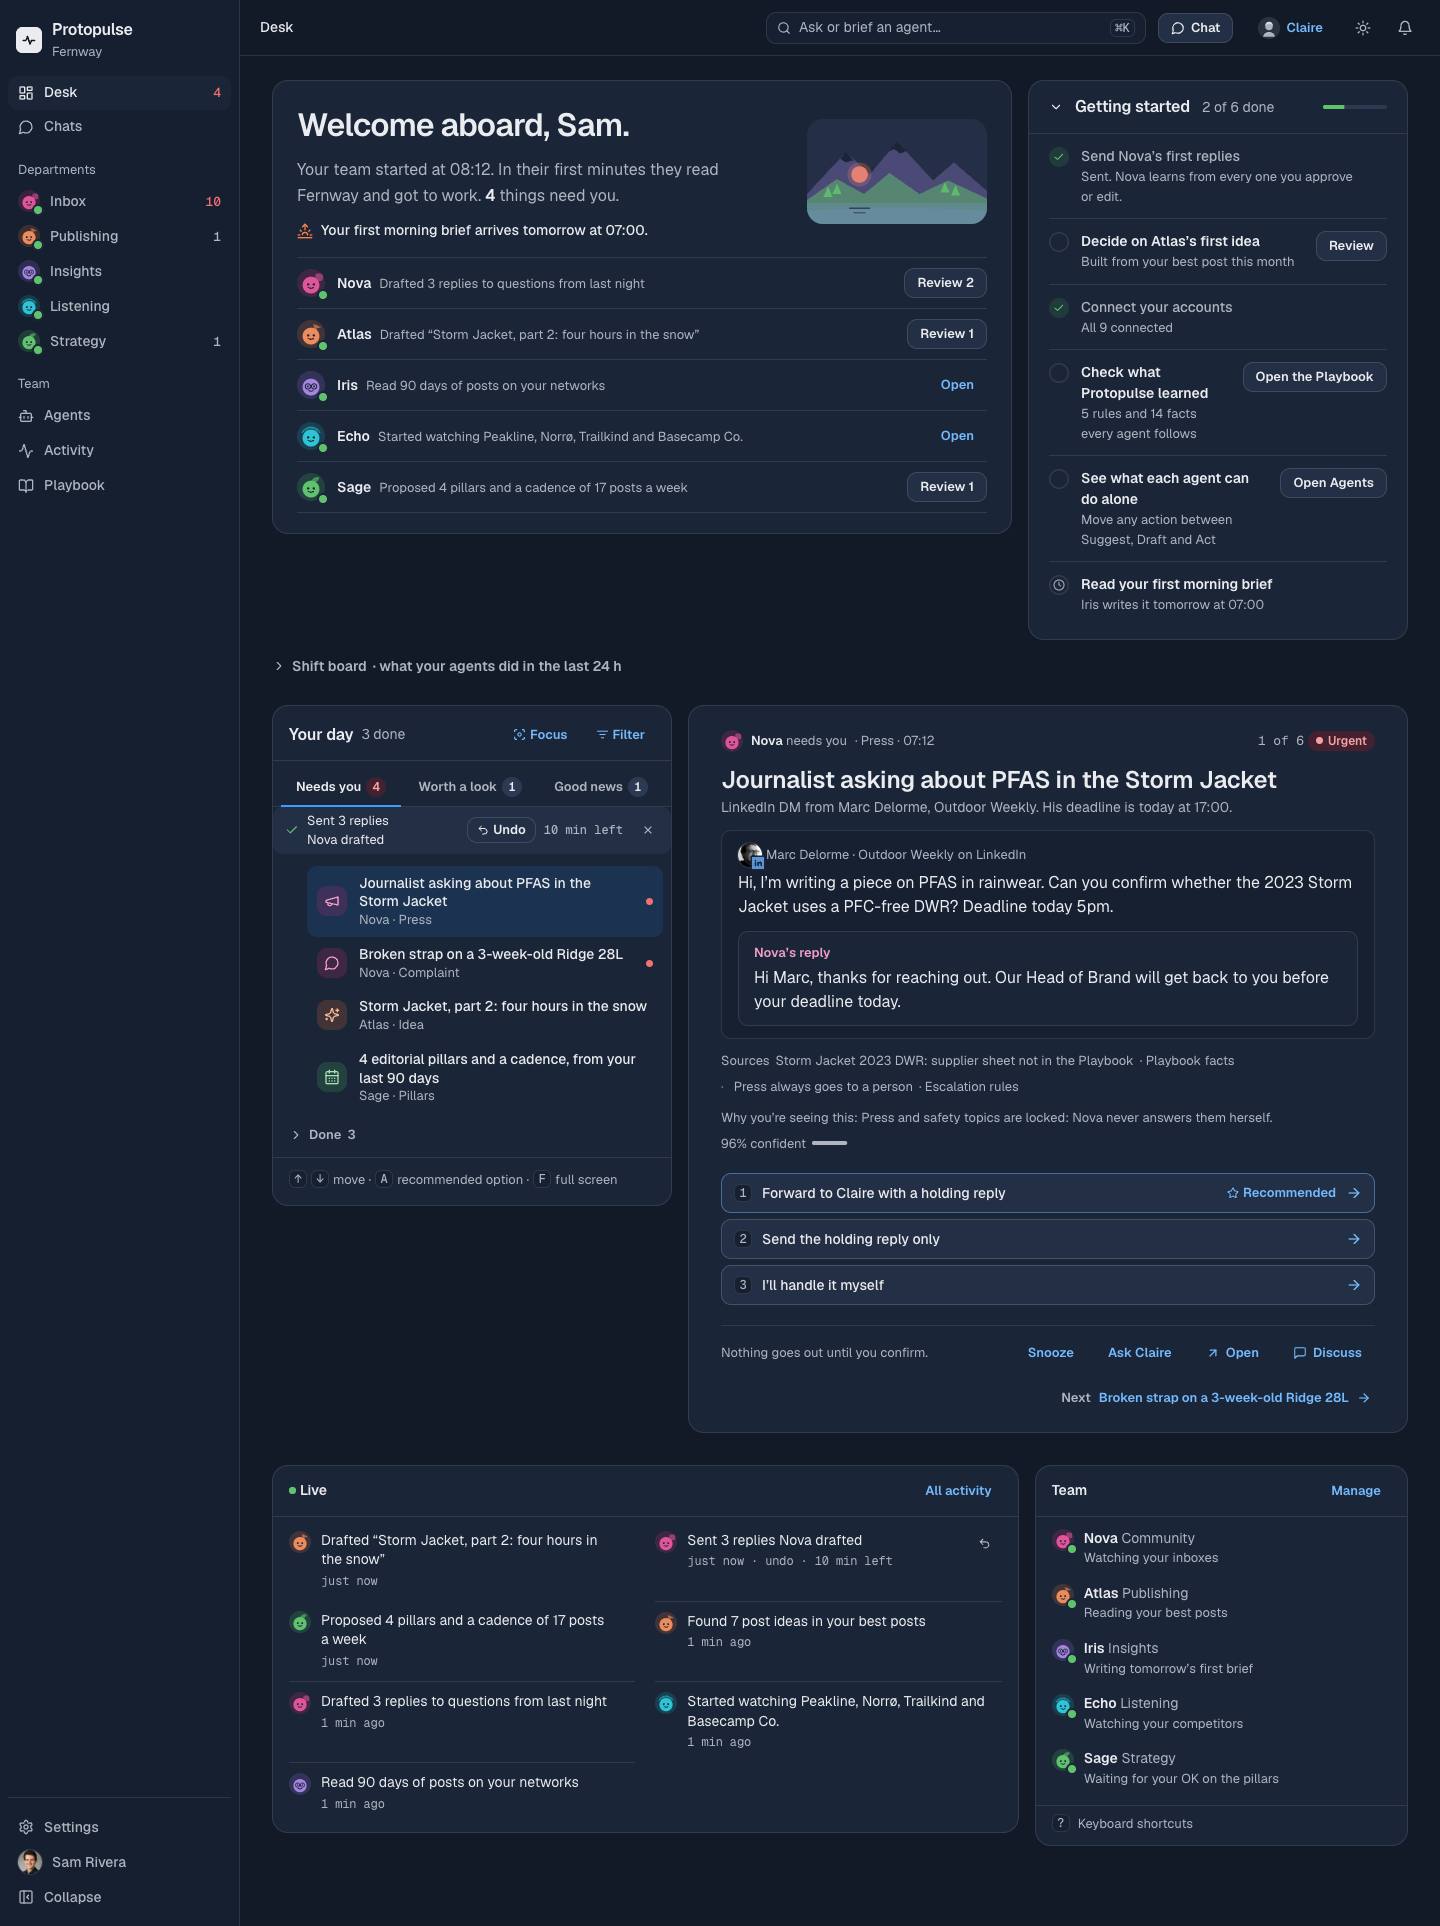 Protopulse
Fernway
Desk
4
Chats
Departments
Inbox
10
Publishing
1
Insights
Listening
Strategy
1
Team
Agents
Activity
Playbook
Settings
Sam Rivera
Collapse
Desk
Ask or brief an agent…
⌘K
Chat
Claire
Welcome aboard, Sam.
Your team started at 08:12. In their first minutes they read
Fernway and got to work. 4 things need you.
Your first morning brief arrives tomorrow at 07:00.
Nova Drafted 3 replies to questions from last night
Review 2
Atlas Drafted “Storm Jacket, part 2: four hours in the snow”
Review 1
Iris Read 90 days of posts on your networks
Open
Echo Started watching Peakline, Norrø, Trailkind and Basecamp Co.
Open
Sage Proposed 4 pillars and a cadence of 17 posts a week
Review 1
Getting started 2 of 6 done
Send Nova’s first replies
Sent. Nova learns from every one you approve
or edit.
Decide on Atlas’s first idea
Built from your best post this month
Review
Connect your accounts
All 9 connected
Check what
Protopulse learned
5 rules and 14 facts
every agent follows
Open the Playbook
See what each agent can
do alone
Move any action between
Suggest, Draft and Act
Open Agents
Read your first morning brief
Iris writes it tomorrow at 07:00
Shift board · what your agents did in the last 24 h
Your day 3 done
Focus
Filter
Needs you 4
Worth a look 1
Good news 1
Sent 3 replies
Nova drafted
Undo
10 min left
Journalist asking about PFAS in the
Storm Jacket
Nova · Press
Broken strap on a 3-week-old Ridge 28L
Nova · Complaint
Storm Jacket, part 2: four hours in the snow
Atlas · Idea
4 editorial pillars and a cadence, from your
last 90 days
Sage · Pillars
Done 3
↑ ↓ move · A recommended option · F full screen
Nova needs you · Press · 07:12
1 of 6
Urgent
Journalist asking about PFAS in the Storm Jacket
LinkedIn DM from Marc Delorme, Outdoor Weekly. His deadline is today at 17:00.
in
Marc Delorme · Outdoor Weekly on LinkedIn
Hi, I’m writing a piece on PFAS in rainwear. Can you confirm whether the 2023 Storm
Jacket uses a PFC-free DWR? Deadline today 5pm.
Nova’s reply
Hi Marc, thanks for reaching out. Our Head of Brand will get back to you before
your deadline today.
Sources Storm Jacket 2023 DWR: supplier sheet not in the Playbook · Playbook facts
· Press always goes to a person · Escalation rules
Why you’re seeing this: Press and safety topics are locked: Nova never answers them herself.
96% confident
1 Forward to Claire with a holding reply
Recommended
2 Send the holding reply only
3 I’ll handle it myself
Nothing goes out until you confirm.
Snooze
Ask Claire
Open
Discuss
Next Broken strap on a 3-week-old Ridge 28L
Live
All activity
Drafted “Storm Jacket, part 2: four hours in
the snow”
just now
Sent 3 replies Nova drafted
just now · undo · 10 min left
Proposed 4 pillars and a cadence of 17 posts
a week
just now
Found 7 post ideas in your best posts
1 min ago
Drafted 3 replies to questions from last night
1 min ago
Started watching Peakline, Norrø, Trailkind and
Basecamp Co.
1 min ago
Read 90 days of posts on your networks
1 min ago
Team
Manage
Nova Community
Watching your inboxes
Atlas Publishing
Reading your best posts
Iris Insights
Writing tomorrow’s first brief
Echo Listening
Watching your competitors
Sage Strategy
Waiting for your OK on the pillars
? Keyboard shortcuts